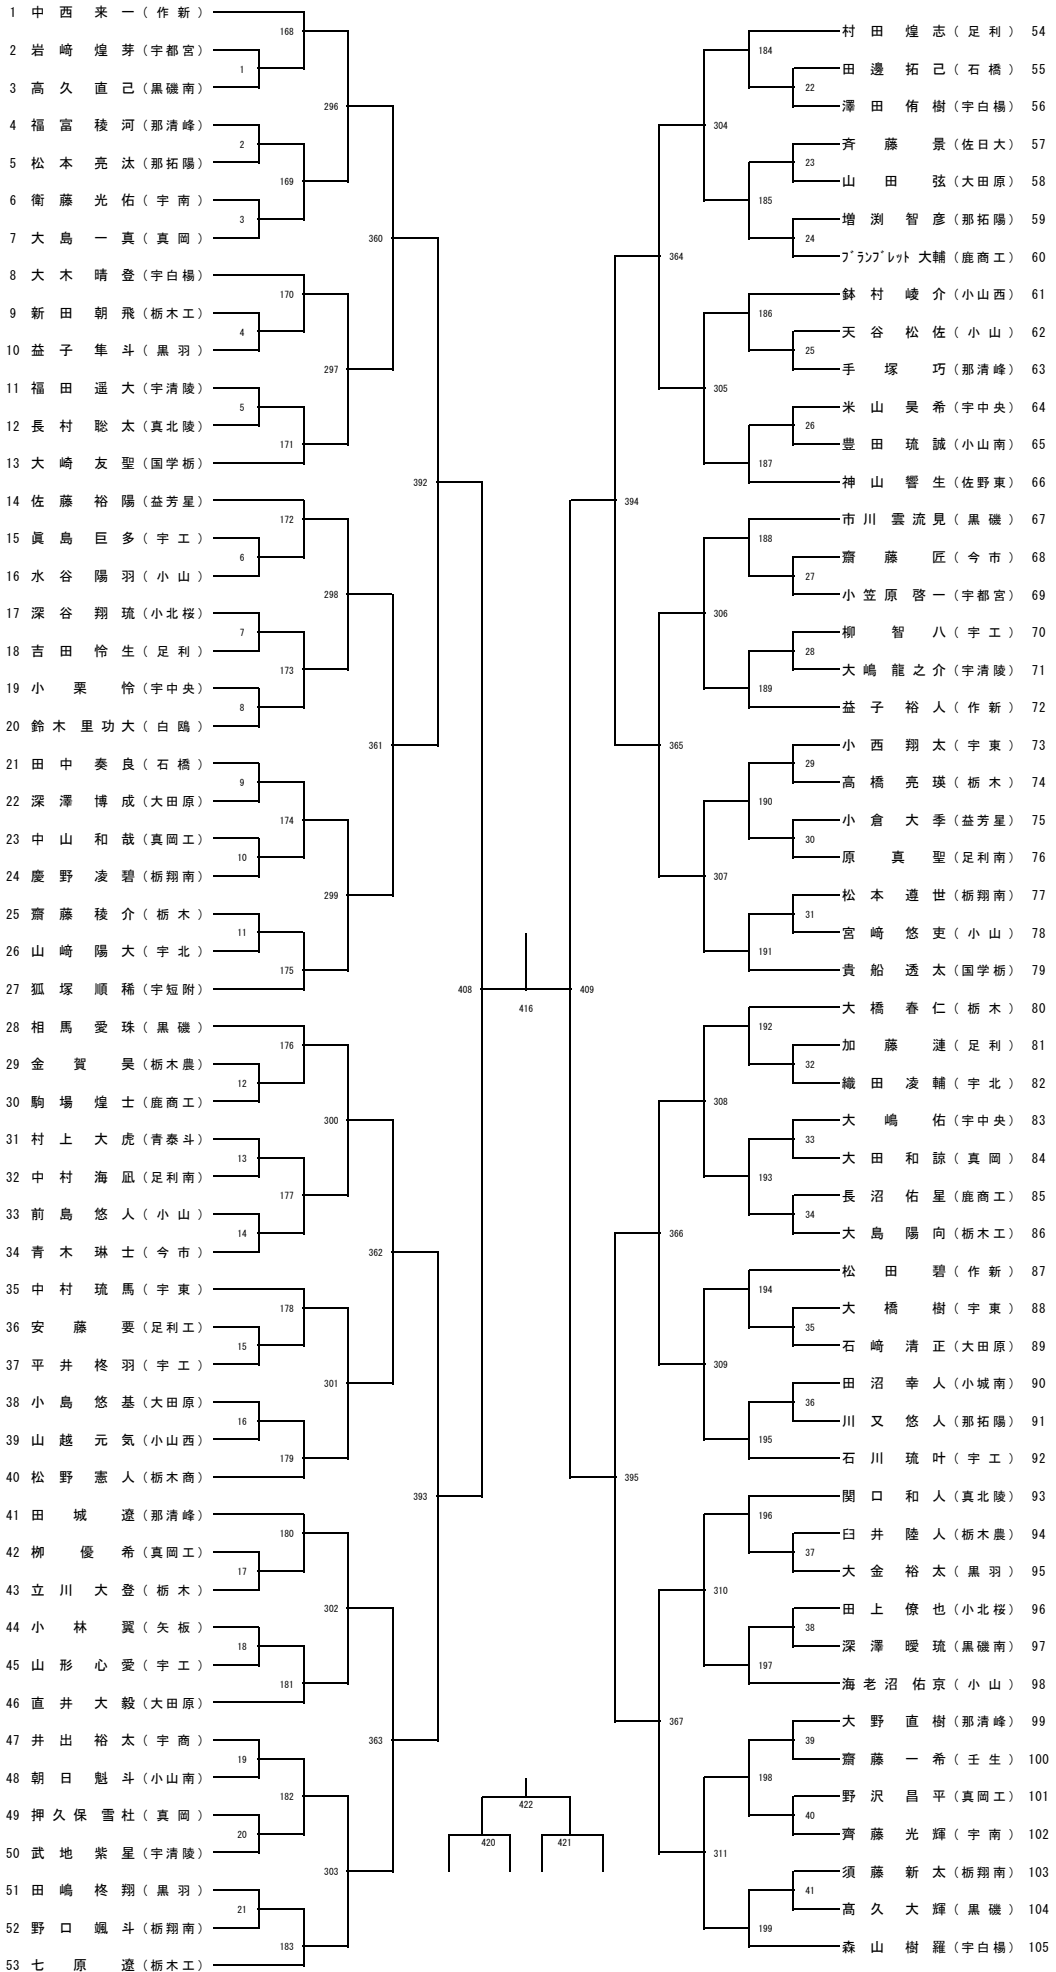 1 中西 来一 (作新)
2 岩﨑 煌芽 (宇都宮)
3 高久 直己 (黒磯南)
4 福富 稜河 (那清峰)
5 松本 亮汰 (那拓陽)
6 衛藤 光佑 (宇南)
7 大島 一真 (真岡)
8 大木 晴登 (宇白楊)
9 新田 朝飛 (栃木工)
10 益子 隼斗 (黒羽)
11 福田 遥大 (宇清陵)
12 長村 聡太 (真北陵)
13 大崎 友聖 (国学栃)
14 佐藤 裕陽 (益芳星)
15 眞島 巨多 (宇工)
16 水谷 陽羽 (小山)
17 深谷 翔琉 (小北桜)
18 吉田 怜生 (足利)
19 小栗 怜 (宇中央)
20 鈴木 里功大 (白鴎)
21 田中 奏良 (石橋)
22 深澤 博成 (大田原)
23 中山 和哉 (真岡工)
24 慶野 凌碧 (栃翔南)
25 齋藤 稜介 (栃木)
26 山﨑 陽大 (宇北)
27 狐塚 順稀 (宇短附)
28 相馬 愛珠 (黒磯)
29 金賀 昊 (栃木農)
30 駒場 煌士 (鹿商工)
31 村上 大虎 (青泰斗)
32 中村 海凪 (足利南)
33 前島 悠人 (小山)
34 青木 琳士 (今市)
35 中村 琉馬 (宇東)
36 安藤 要 (足利工)
37 平井 柊羽 (宇工)
38 小島 悠基 (大田原)
39 山越 元気 (小山西)
40 松野 憲人 (栃木商)
41 田城 遼 (那清峰)
42 栁 優希 (真岡工)
43 立川 大登 (栃木)
44 小林 翼 (矢板)
45 山形 心愛 (宇工)
46 直井 大毅 (大田原)
47 井出 裕太 (宇商)
48 朝日 魁斗 (小山南)
49 押久保 雪杜 (真岡)
50 武地 紫星 (宇清陵)
51 田嶋 柊翔 (黒羽)
52 野口 颯斗 (栃翔南)
53 七原 遼 (栃木工)
168
1
296
2
169
3
360
170
4
297
5
171
392
172
6
298
7
173
8
361
9
174
10
299
11
175
408
176
12
300
13
177
14
362
178
15
301
16
179
393
180
17
302
18
181
363
19
182
20
303
21
183
416
409
422
420
421
村田 煌志 (足利) 54
田邊 拓己 (石橋) 55
澤田 侑樹 (宇白楊) 56
斉藤 景 (佐日大) 57
山田 弦 (大田原) 58
増渕 智彦 (那拓陽) 59
ブランブレット 大輔 (鹿商工) 60
鉢村 崚介 (小山西) 61
天谷 松佐 (小山) 62
手塚 巧 (那清峰) 63
米山 昊希 (宇中央) 64
豊田 琉誠 (小山南) 65
神山 響生 (佐野東) 66
市川 雲流見 (黒磯) 67
齋藤 匠 (今市) 68
小笠原 啓一 (宇都宮) 69
柳 智八 (宇工) 70
大嶋 龍之介 (宇清陵) 71
益子 裕人 (作新) 72
小西 翔太 (宇東) 73
高橋 亮瑛 (栃木) 74
小倉 大季 (益芳星) 75
原 真聖 (足利南) 76
松本 遵世 (栃翔南) 77
宮﨑 悠吏 (小山) 78
貴船 透太 (国学栃) 79
大橋 春仁 (栃木) 80
加藤 漣 (足利) 81
織田 凌輔 (宇北) 82
大嶋 佑 (宇中央) 83
大田 和諒 (真岡) 84
長沼 佑星 (鹿商工) 85
大島 陽向 (栃木工) 86
松田 碧 (作新) 87
大橋 樹 (宇東) 88
石﨑 清正 (大田原) 89
田沼 幸人 (小城南) 90
川又 悠人 (那拓陽) 91
石川 琉叶 (宇工) 92
関口 和人 (真北陵) 93
臼井 陸人 (栃木農) 94
大金 裕太 (黒羽) 95
田上 僚也 (小北桜) 96
深澤 曖琉 (黒磯南) 97
海老沼 佑京 (小山) 98
大野 直樹 (那清峰) 99
齋藤 一希 (壬生) 100
野沢 昌平 (真岡工) 101
齊藤 光輝 (宇南) 102
須藤 新太 (栃翔南) 103
髙久 大輝 (黒磯) 104
森山 樹羅 (宇白楊) 105
184
22
304
23
185
24
364
186
25
305
26
187
394
188
27
306
28
189
365
29
190
30
307
31
191
192
32
308
33
193
34
366
194
35
309
36
195
395
196
37
310
38
197
367
39
198
40
311
41
199